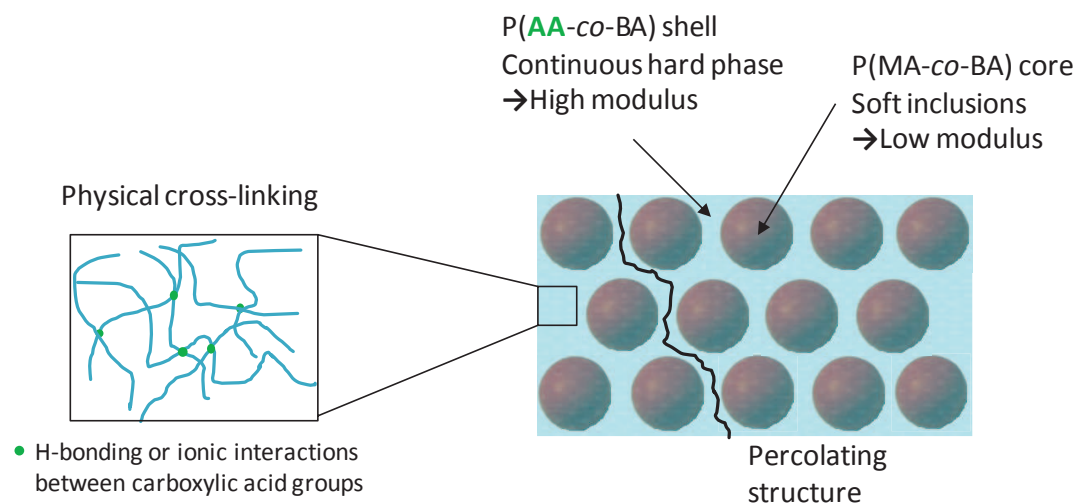 P(AA-co-BA) shell
Continuous hard phase
→High modulus
P(MA-co-BA) core
Soft inclusions
→Low modulus
Physical cross-linking
• H-bonding or ionic interactions
between carboxylic acid groups
Percolating
structure